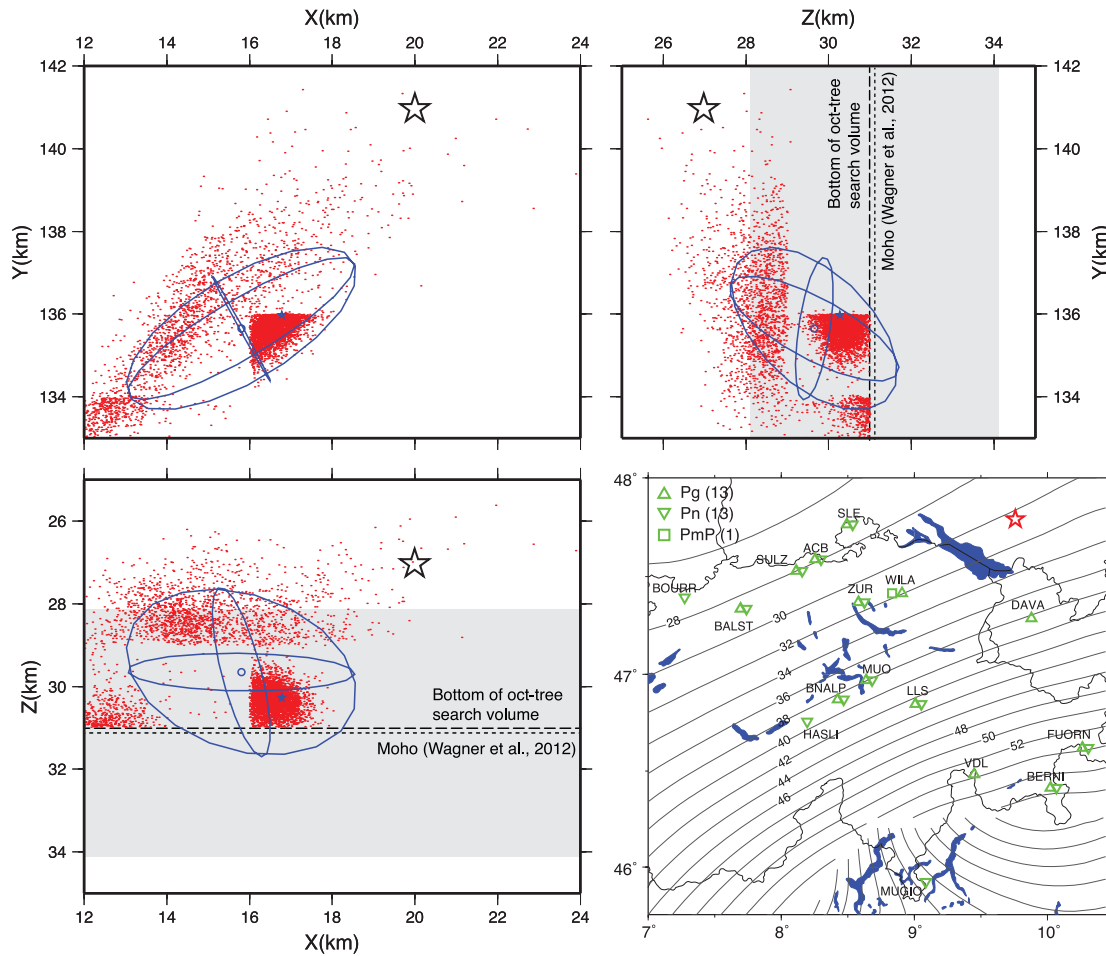 X(km)
12 14 16 18 20 22 24
142
140
138
136
134
Y(km)
Z(km)
26 28 30 32 34
142
140
138
136
134
Y(km)
Bottom of oct-tree
search volume
Moho (Wagner et al., 2012)
26
28
30
32
34
Z(km)
Bottom of oct-tree
search volume
Moho (Wagner et al., 2012)
12 14 16 18 20 22 24
X(km)
48°
47°
46°
7° 8° 9° 10°
Pg (13)
Pn (13)
PmP (1)
SLE
ACB
SULZ
BOURR
BALST
ZUR
WILA
DAVA
MUO
BNALP
LLS
HASLI
FUORN
VDL
BERNI
MUGIO
28
30
32
34
36
38
40
42
44
46
48
50
52